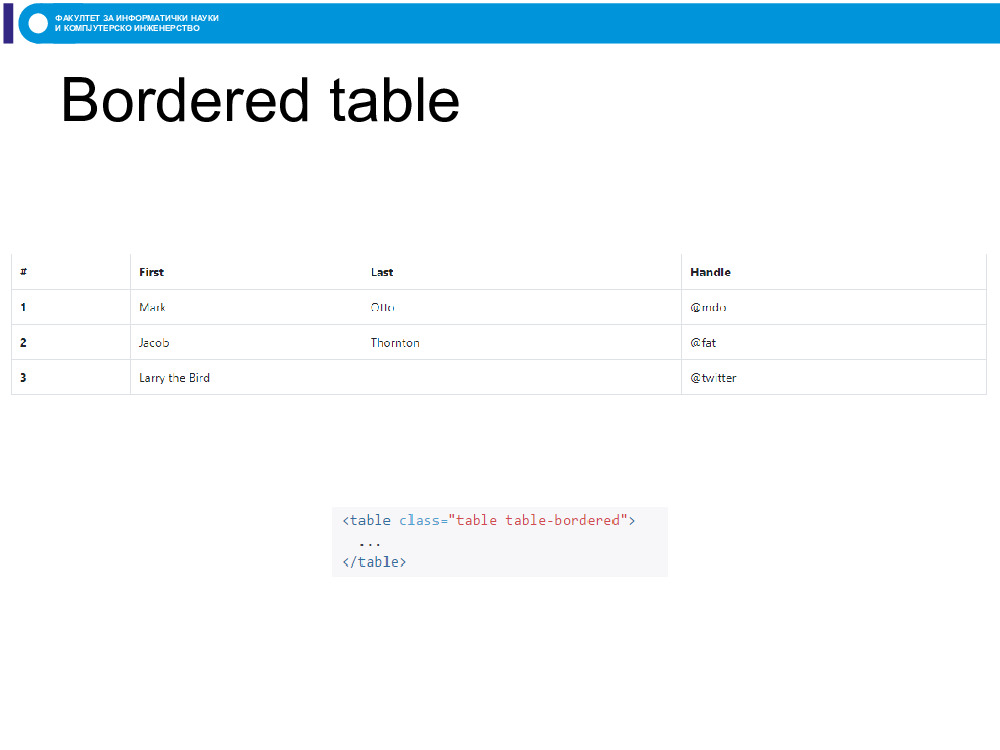 ФАКУЛТЕТ ЗА ИНФОРМАТИЧКИ НАУКИ
И КОМПЈУТЕРСКО ИНЖЕНЕРСТВО
Bordered table
# First Last Handle
1 Mark Otto @mdo
2 Jacob Thornton @fat
3 Larry the Bird @twitter
<table class="table table-bordered">
...
</table>